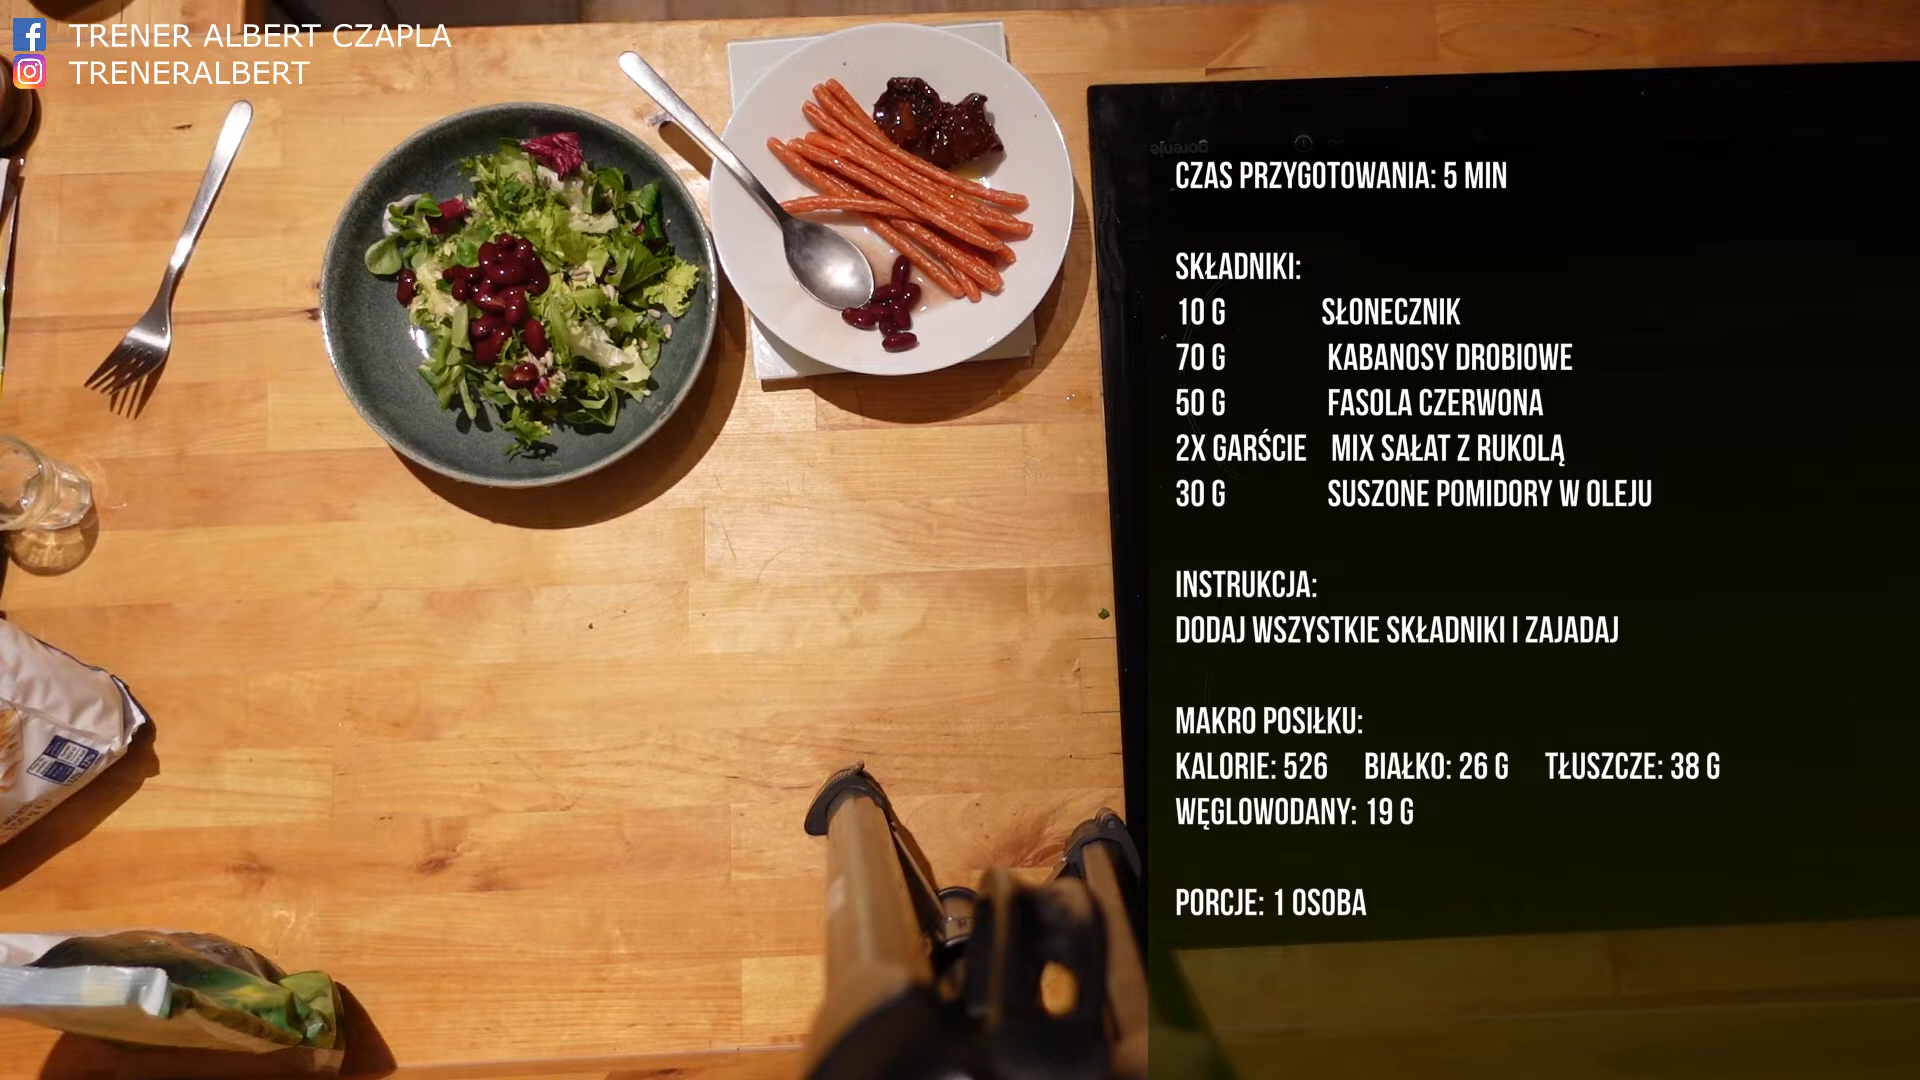 TRENER ALBERT CZAPLA
TRENERALBERT
gorenje
CZAS PRZYGOTOWANIA: 5 MIN
SKŁADNIKI:
10 G SŁONECZNIK
70 G KABANOSY DROBIOWE
50 G FASOLA CZERWONA
2X GARŚCIE MIX SAŁAT Z RUKOLĄ
30 G SUSZONE POMIDORY W OLEJU
INSTRUKCJA:
DODAJ WSZYSTKIE SKŁADNIKI I ZAJADAJ
MAKRO POSIŁKU:
KALORIE: 526 BIAŁKO: 26 G TŁUSZCZE: 38 G
WĘGLOWODANY: 19 G
PORCJE: 1 OSOBA